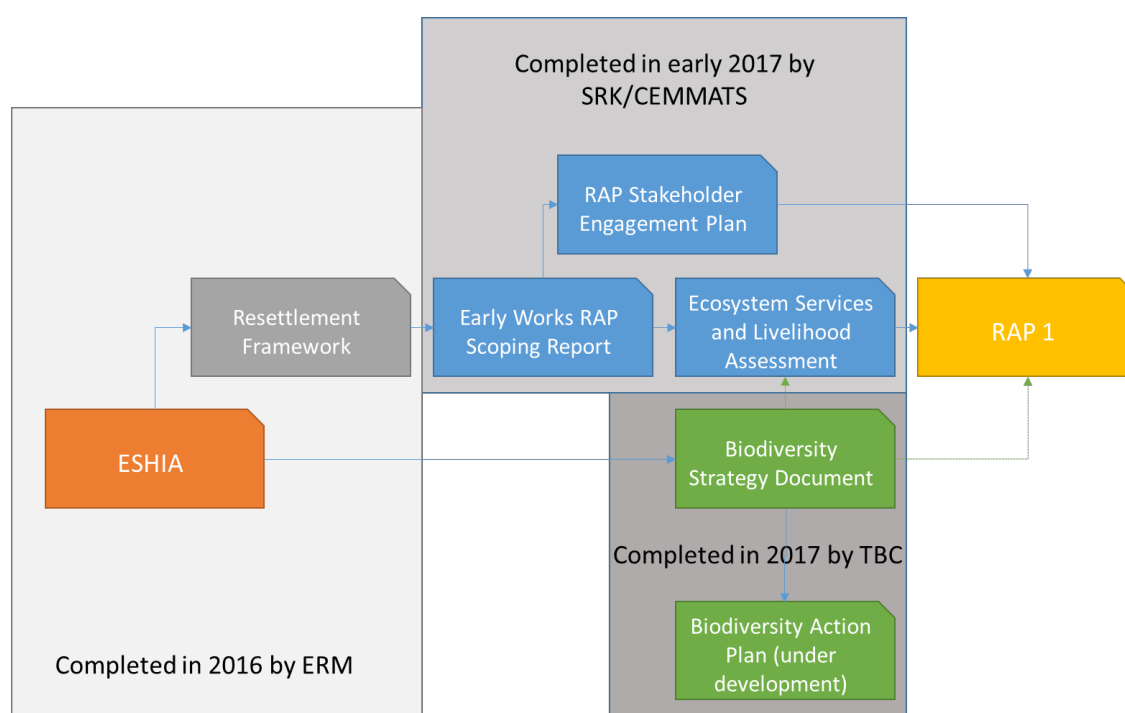 Completed in early 2017 by
SRK/CEMMATS
RAP Stakeholder
Engagement Plan
Resettlement
Framework
Early Works RAP
Scoping Report
Ecosystem Services
and Livelihood
Assessment
RAP 1
ESHIA
Biodiversity
Strategy Document
Completed in 2017 by TBC
Biodiversity Action
Plan (under
development)
Completed in 2016 by ERM